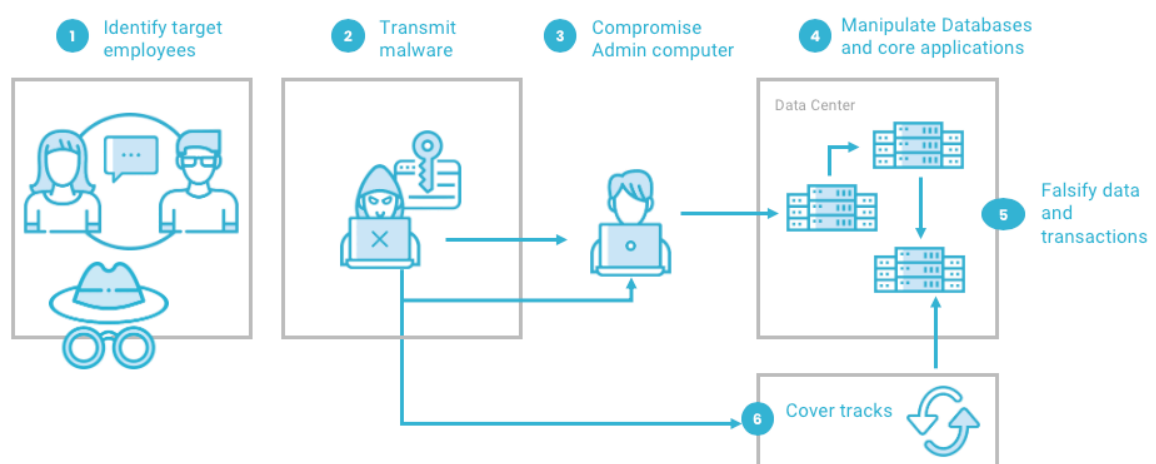 1
Identify target
employees
2
Transmit
malware
3
Compromise
Admin computer
4
Manipulate Databases
and core applications
Data Center
5
Falsify data
and
transactions
6
Cover tracks